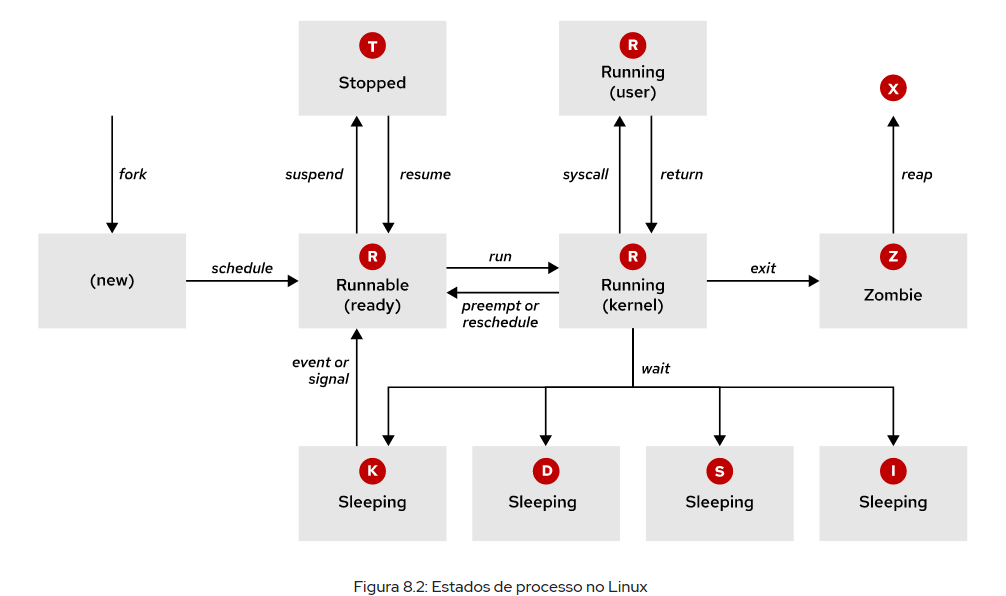 T
Stopped
R
Running
(user)
X
fork
suspend
resume
syscall
return
reap
(new)
schedule
R
Runnable
(ready)
run
preempt or
reschedule
R
Running
(kernel)
exit
Z
Zombie
event or
signal
wait
K
Sleeping
D
Sleeping
S
Sleeping
I
Sleeping
Figura 8.2: Estados de processo no Linux